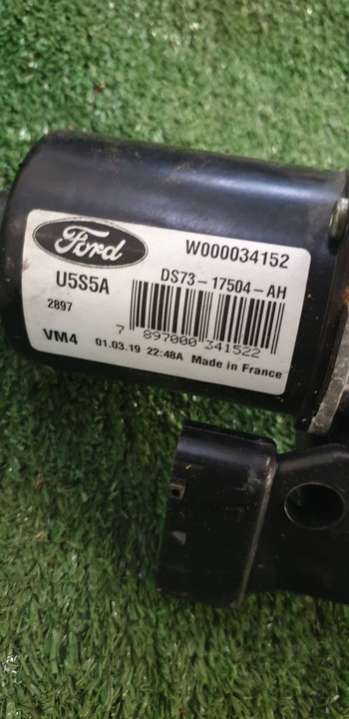 Ford
W000034152
U5S5A
DS73-17504-AH
2897
7 897000 341522
VM4
01.03.19 22:48A Made in France